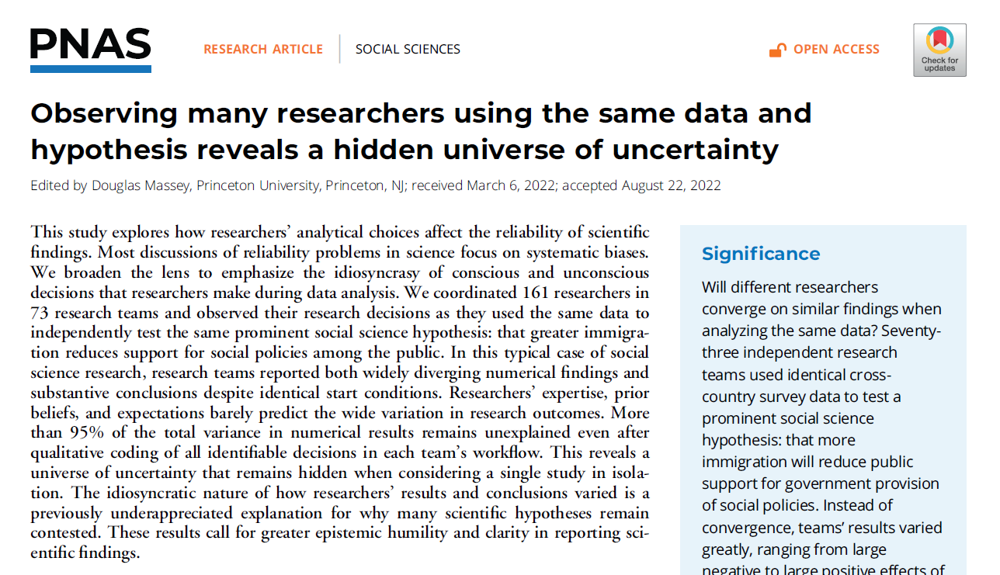 PNAS
RESEARCH ARTICLE
SOCIAL SCIENCES
OPEN ACCESS
Check for
updates
Observing many researchers using the same data and
hypothesis reveals a hidden universe of uncertainty
Edited by Douglas Massey, Princeton University, Princeton, NJ; received March 6, 2022; accepted August 22, 2022
This study explores how researchers’ analytical choices affect the reliability of scientific
findings. Most discussions of reliability problems in science focus on systematic biases.
We broaden the lens to emphasize the idiosyncrasy of conscious and unconscious
decisions that researchers make during data analysis. We coordinated 161 researchers in
73 research teams and observed their research decisions as they used the same data to
independently test the same prominent social science hypothesis: that greater immigra-
tion reduces support for social policies among the public. In this typical case of social
science research, research teams reported both widely diverging numerical findings and
substantive conclusions despite identical start conditions. Researchers’ expertise, prior
beliefs, and expectations barely predict the wide variation in research outcomes. More
than 95% of the total variance in numerical results remains unexplained even after
qualitative coding of all identifiable decisions in each team’s workflow. This reveals a
universe of uncertainty that remains hidden when considering a single study in isola-
tion. The idiosyncratic nature of how researchers’ results and conclusions varied is a
previously underappreciated explanation for why many scientific hypotheses remain
contested. These results call for greater epistemic humility and clarity in reporting sci-
entific findings.
Significance
Will different researchers
converge on similar findings when
analyzing the same data? Seventy-
three independent research
teams used identical cross-
country survey data to test a
prominent social science
hypothesis: that more
immigration will reduce public
support for government provision
of social policies. Instead of
convergence, teams’ results varied
greatly, ranging from large
negative to large positive effects of